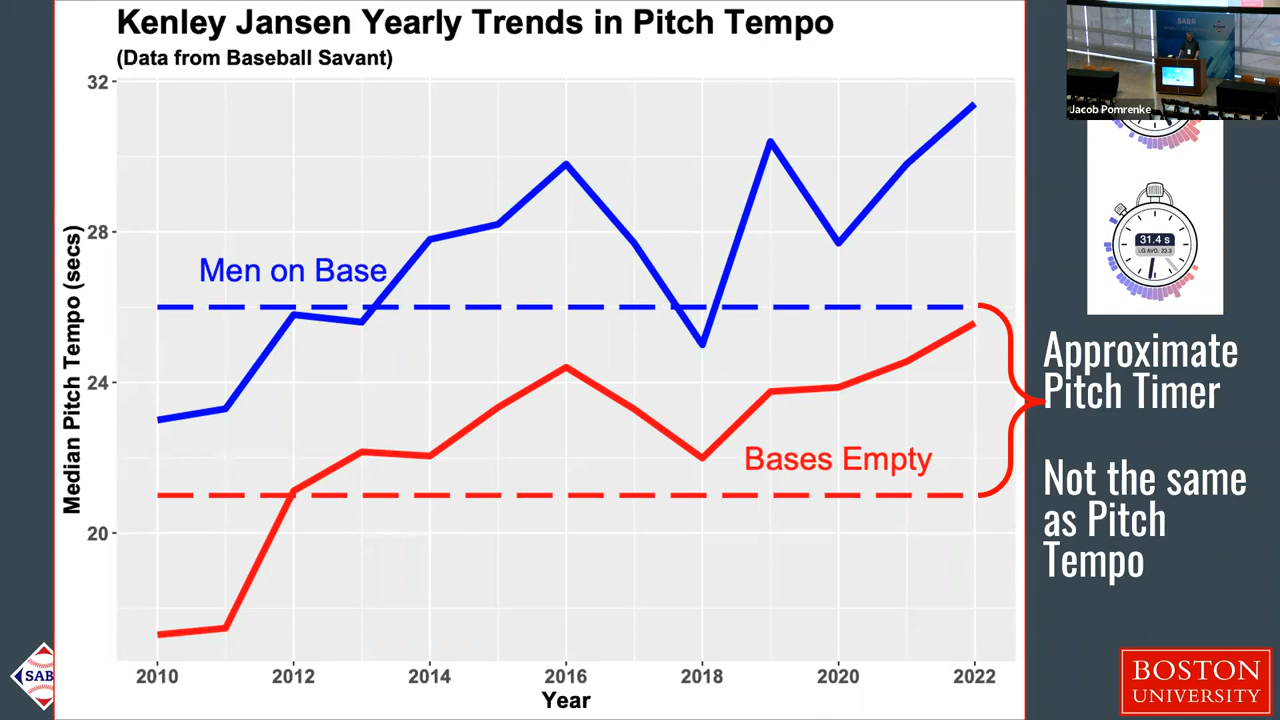 Kenley Jansen Yearly Trends in Pitch Tempo
(Data from Baseball Savant)
32
28
24
20
Median Pitch Tempo (secs)
Men on Base
Bases Empty
2010
2012
2014
2016
2018
2020
2022
Year
SABR
Jacob Pomrenke
31.4 s
LG AVG. 23.3
Approximate
Pitch Timer
Not the same
as Pitch
Tempo
SAB
BOSTON
UNIVERSITY